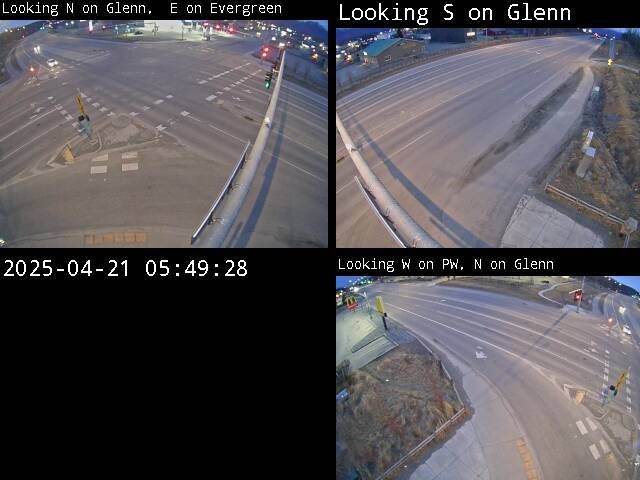 Looking N on Glenn,  E on Evergreen
Looking S on Glenn
2025-04-21 05:49:28
Looking W on PW, N on Glenn